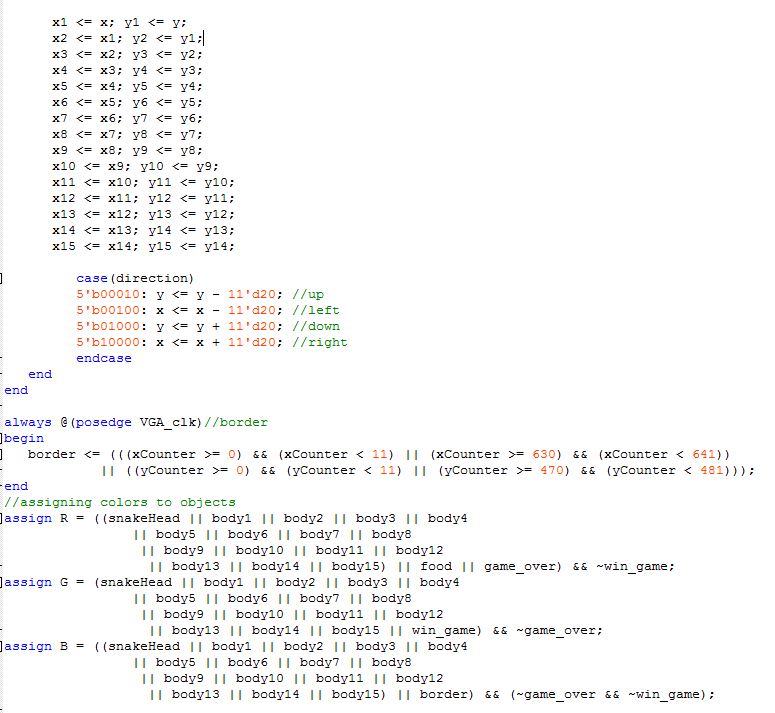 x1 <= x; y1 <= y;
x2 <= x1; y2 <= y1;
x3 <= x2; y3 <= y2;
x4 <= x3; y4 <= y3;
x5 <= x4; y5 <= y4;
x6 <= x5; y6 <= y5;
x7 <= x6; y7 <= y6;
x8 <= x7; y8 <= y7;
x9 <= x8; y9 <= y8;
x10 <= x9; y10 <= y9;
x11 <= x10; y11 <= y10;
x12 <= x11; y12 <= y11;
x13 <= x12; y13 <= y12;
x14 <= x13; y14 <= y13;
x15 <= x14; y15 <= y14;
case(direction)
5'b00010: y <= y - 11'd20; //up
5'b00100: x <= x - 11'd20; //left
5'b01000: y <= y + 11'd20; //down
5'b10000: x <= x + 11'd20; //right
endcase
end
end
always @(posedge VGA_clk)//border
begin
border <= (((xCounter >= 0) && (xCounter < 11) || (xCounter >= 630) && (xCounter < 641))
|| ((yCounter >= 0) && (yCounter < 11) || (yCounter >= 470) && (yCounter < 481)));
end
//assigning colors to objects
assign R = ((snakeHead || body1 || body2 || body3 || body4
|| body5 || body6 || body7 || body8
|| body9 || body10 || body11 || body12
|| body13 || body14 || body15) || food || game_over) && ~win_game;
assign G = (snakeHead || body1 || body2 || body3 || body4
|| body5 || body6 || body7 || body8
|| body9 || body10 || body11 || body12
|| body13 || body14 || body15 || win_game) && ~game_over;
assign B = ((snakeHead || body1 || body2 || body3 || body4
|| body5 || body6 || body7 || body8
|| body9 || body10 || body11 || body12
|| body13 || body14 || body15) || border) && (~game_over && ~win_game);